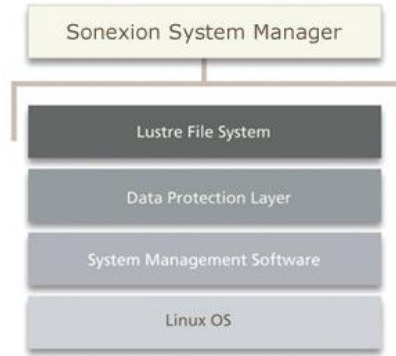 Sonexion System Manager
Lustre File System
Data Protection Layer
System Management Software
Linux OS